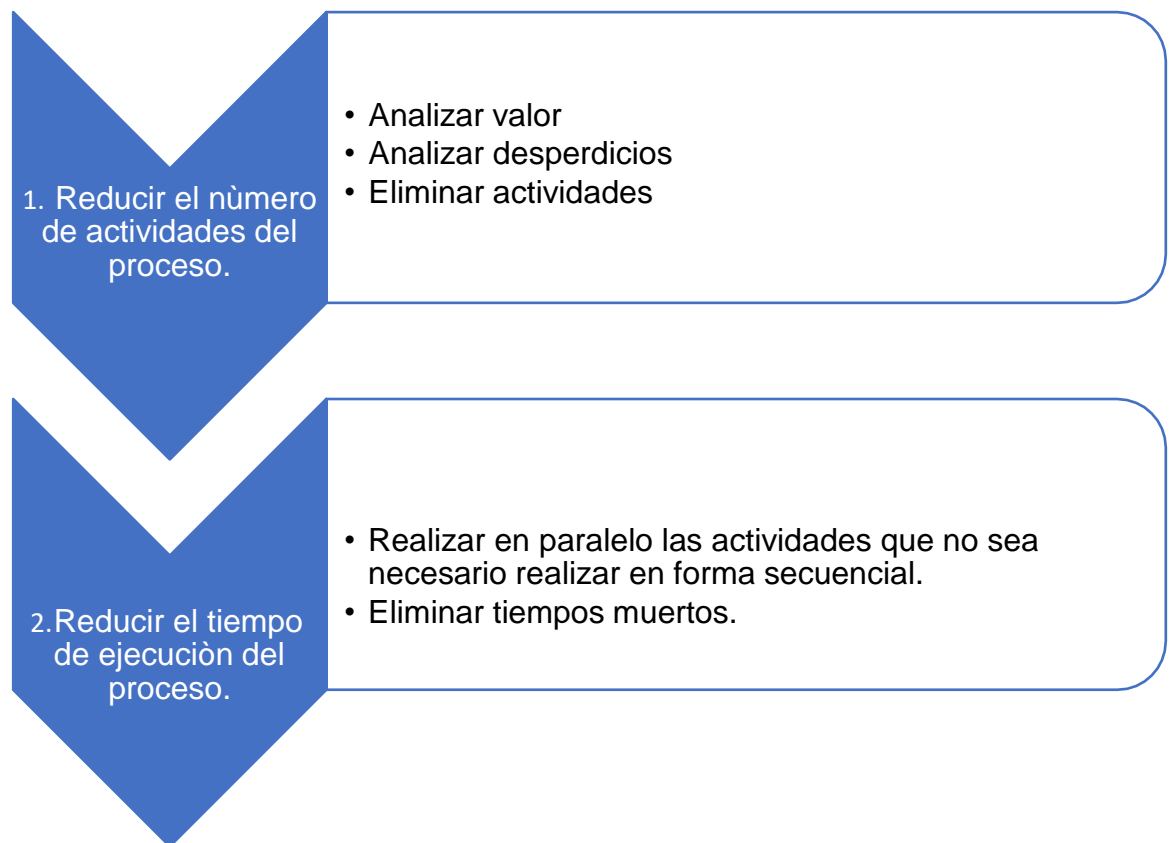 1. Reducir el nùmero
de actividades del
proceso.
• Analizar valor
• Analizar desperdicios
• Eliminar actividades
2.Reducir el tiempo
de ejecuciòn del
proceso.
• Realizar en paralelo las actividades que no sea
necesario realizar en forma secuencial.
• Eliminar tiempos muertos.